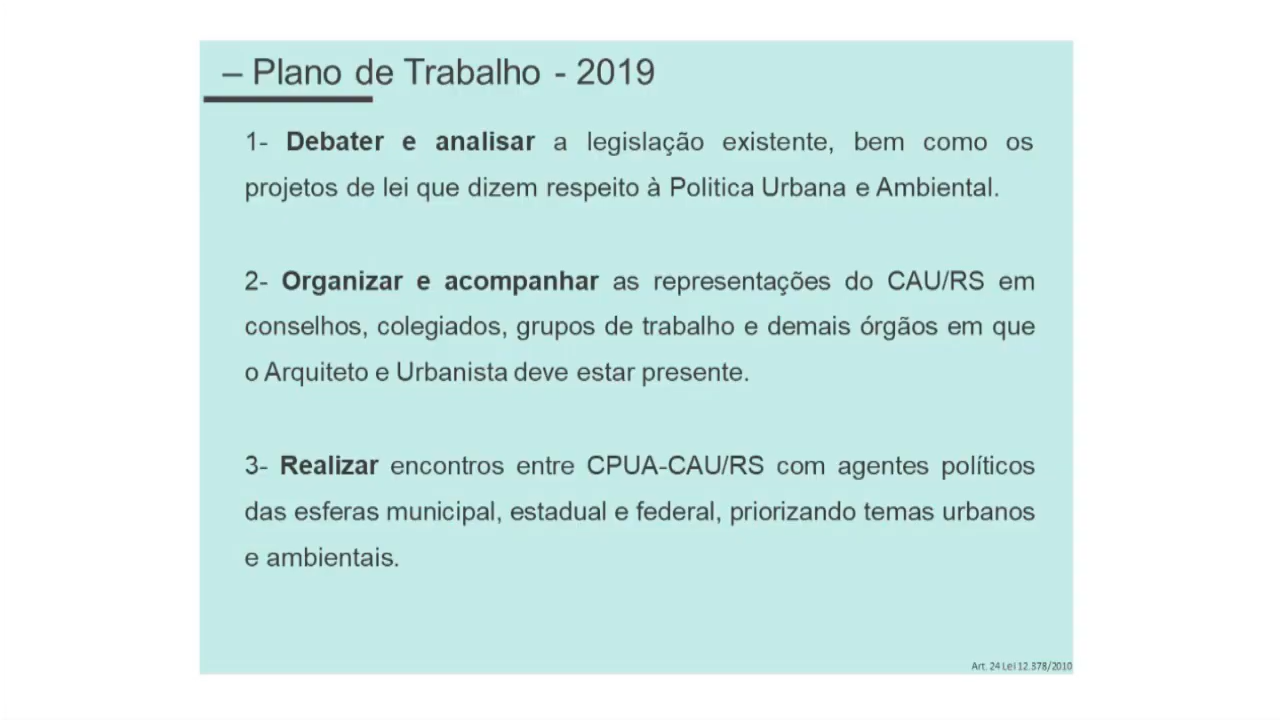 – Plano de Trabalho - 2019
1- Debater e analisar a legislação existente, bem como os
projetos de lei que dizem respeito à Politica Urbana e Ambiental.
2- Organizar e acompanhar as representações do CAU/RS em
conselhos, colegiados, grupos de trabalho e demais órgãos em que
o Arquiteto e Urbanista deve estar presente.
3- Realizar encontros entre CPUA-CAU/RS com agentes políticos
das esferas municipal, estadual e federal, priorizando temas urbanos
e ambientais.
Art. 24 Lei 12.378/2010